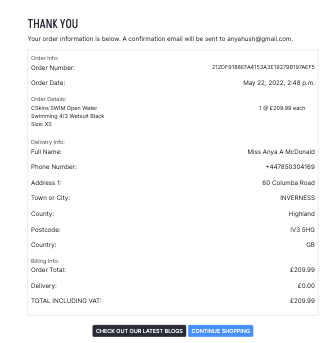 THANK YOU
Your order information is below. A confirmation email will be sent to anyahush@gmail.com.
Order Info:
Order Number: 212DF9188EFA4153A3E19279B197AEF5
Order Date: May 22, 2022, 2:48 p.m.
Order Details:
CSkins SWIM Open Water 1 @ £209.99 each
Swimming 4/3 Wetsuit Black
Size: XS
Delivery Info:
Full Name: Miss Anya A McDonald
Phone Number: +447850304169
Address 1: 60 Columba Road
Town or City: INVERNESS
County: Highland
Postcode: IV3 5HG
Country: GB
Billing Info:
Order Total: £209.99
Delivery: £0.00
TOTAL INCLUDING VAT: £209.99
CHECK OUT OUR LATEST BLOGS CONTINUE SHOPPING